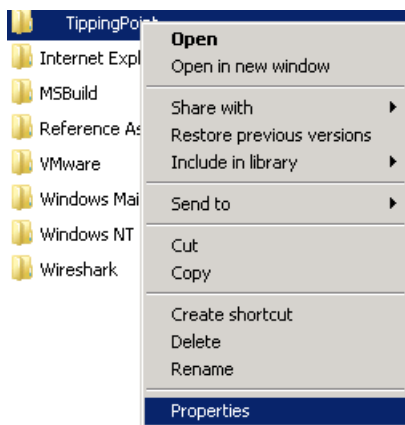 TippingPoint
Internet Expl
MSBuild
Reference As
VMware
Windows Mai
Windows NT
Wireshark
Open
Open in new window
Share with
Restore previous versions
Include in library
Send to
Cut
Copy
Create shortcut
Delete
Rename
Properties